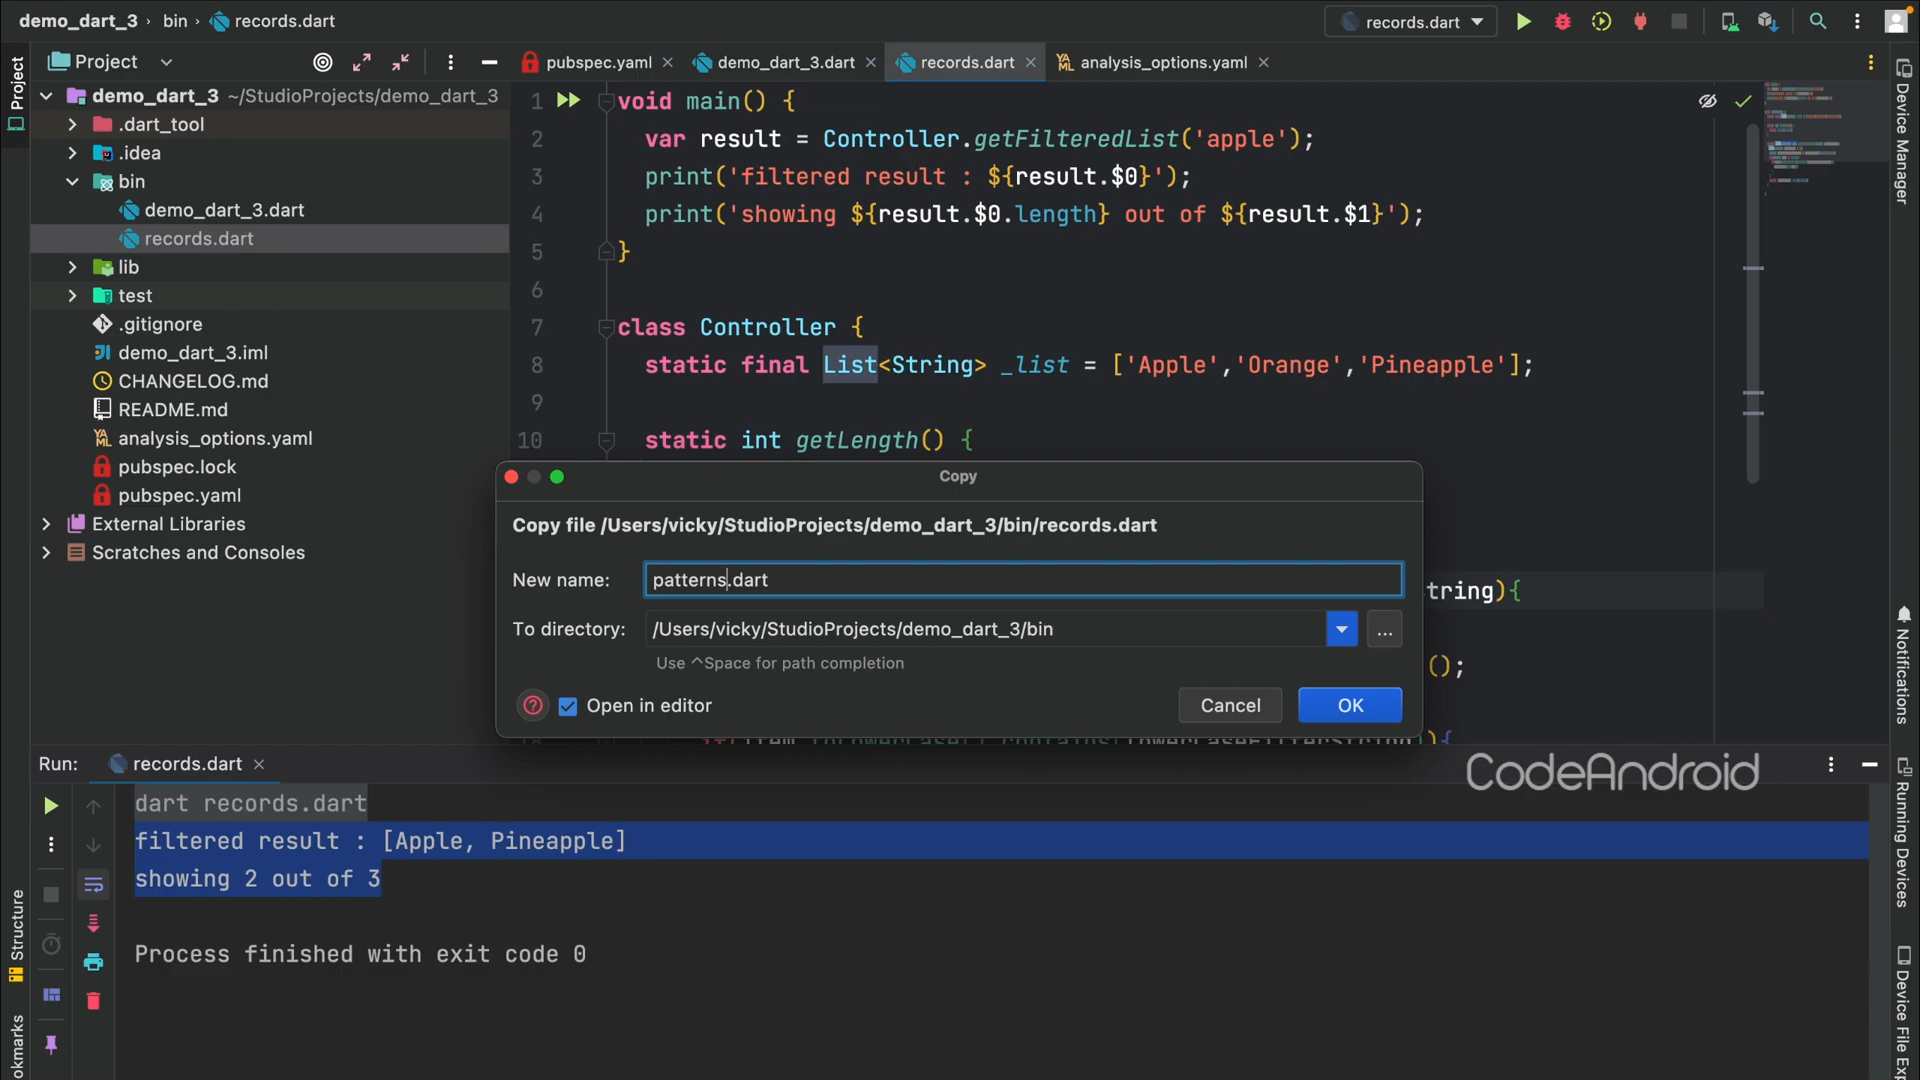 demo_dart_3 › bin › records.dart
records.dart
Project
Project
demo_dart_3 ~/StudioProjects/demo_dart_3
.dart_tool
.idea
bin
demo_dart_3.dart
records.dart
lib
test
.gitignore
demo_dart_3.iml
CHANGELOG.md
README.md
analysis_options.yaml
pubspec.lock
pubspec.yaml
External Libraries
Scratches and Consoles
pubspec.yaml
demo_dart_3.dart
records.dart
analysis_options.yaml
1 void main() {
2 var result = Controller.getFilteredList('apple');
3 print('filtered result : ${result.$0}');
4 print('showing ${result.$0.length} out of ${result.$1}');
5 }
6
7 class Controller {
8 static final List<String> _list = ['Apple','Orange','Pineapple'];
9
10 static int getLength() {
tring){
();
Copy
Copy file /Users/vicky/StudioProjects/demo_dart_3/bin/records.dart
New name: patterns.dart
To directory: /Users/vicky/StudioProjects/demo_dart_3/bin
...
Use ^Space for path completion
? Open in editor
Cancel
OK
Run: records.dart
CodeAndroid
dart records.dart
filtered result : [Apple, Pineapple]
showing 2 out of 3
Process finished with exit code 0
Structure
okmarks
Device Manager
Notifications
Running Devices
Device File Exp